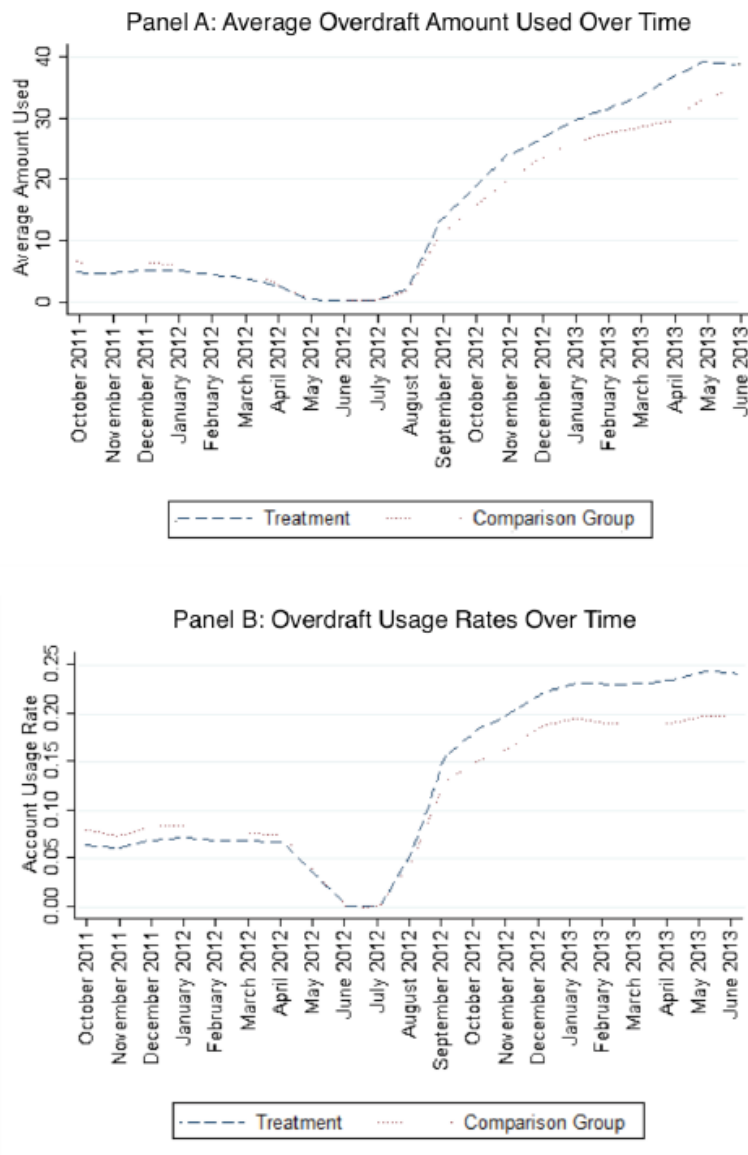 Panel A: Average Overdraft Amount Used Over Time
Average Amount Used
40
30
20
10
0
October 2011
November 2011
December 2011
January 2012
February 2012
March 2012
April 2012
May 2012
June 2012
July 2012
August 2012
September 2012
October 2012
November 2012
December 2012
January 2013
February 2013
March 2013
April 2013
May 2013
June 2013
Treatment
Comparison Group
Panel B: Overdraft Usage Rates Over Time
Account Usage Rate
0.25
0.20
0.15
0.10
0.05
0.00
October 2011
November 2011
December 2011
January 2012
February 2012
March 2012
April 2012
May 2012
June 2012
July 2012
August 2012
September 2012
October 2012
November 2012
December 2012
January 2013
February 2013
March 2013
April 2013
May 2013
June 2013
Treatment
Comparison Group